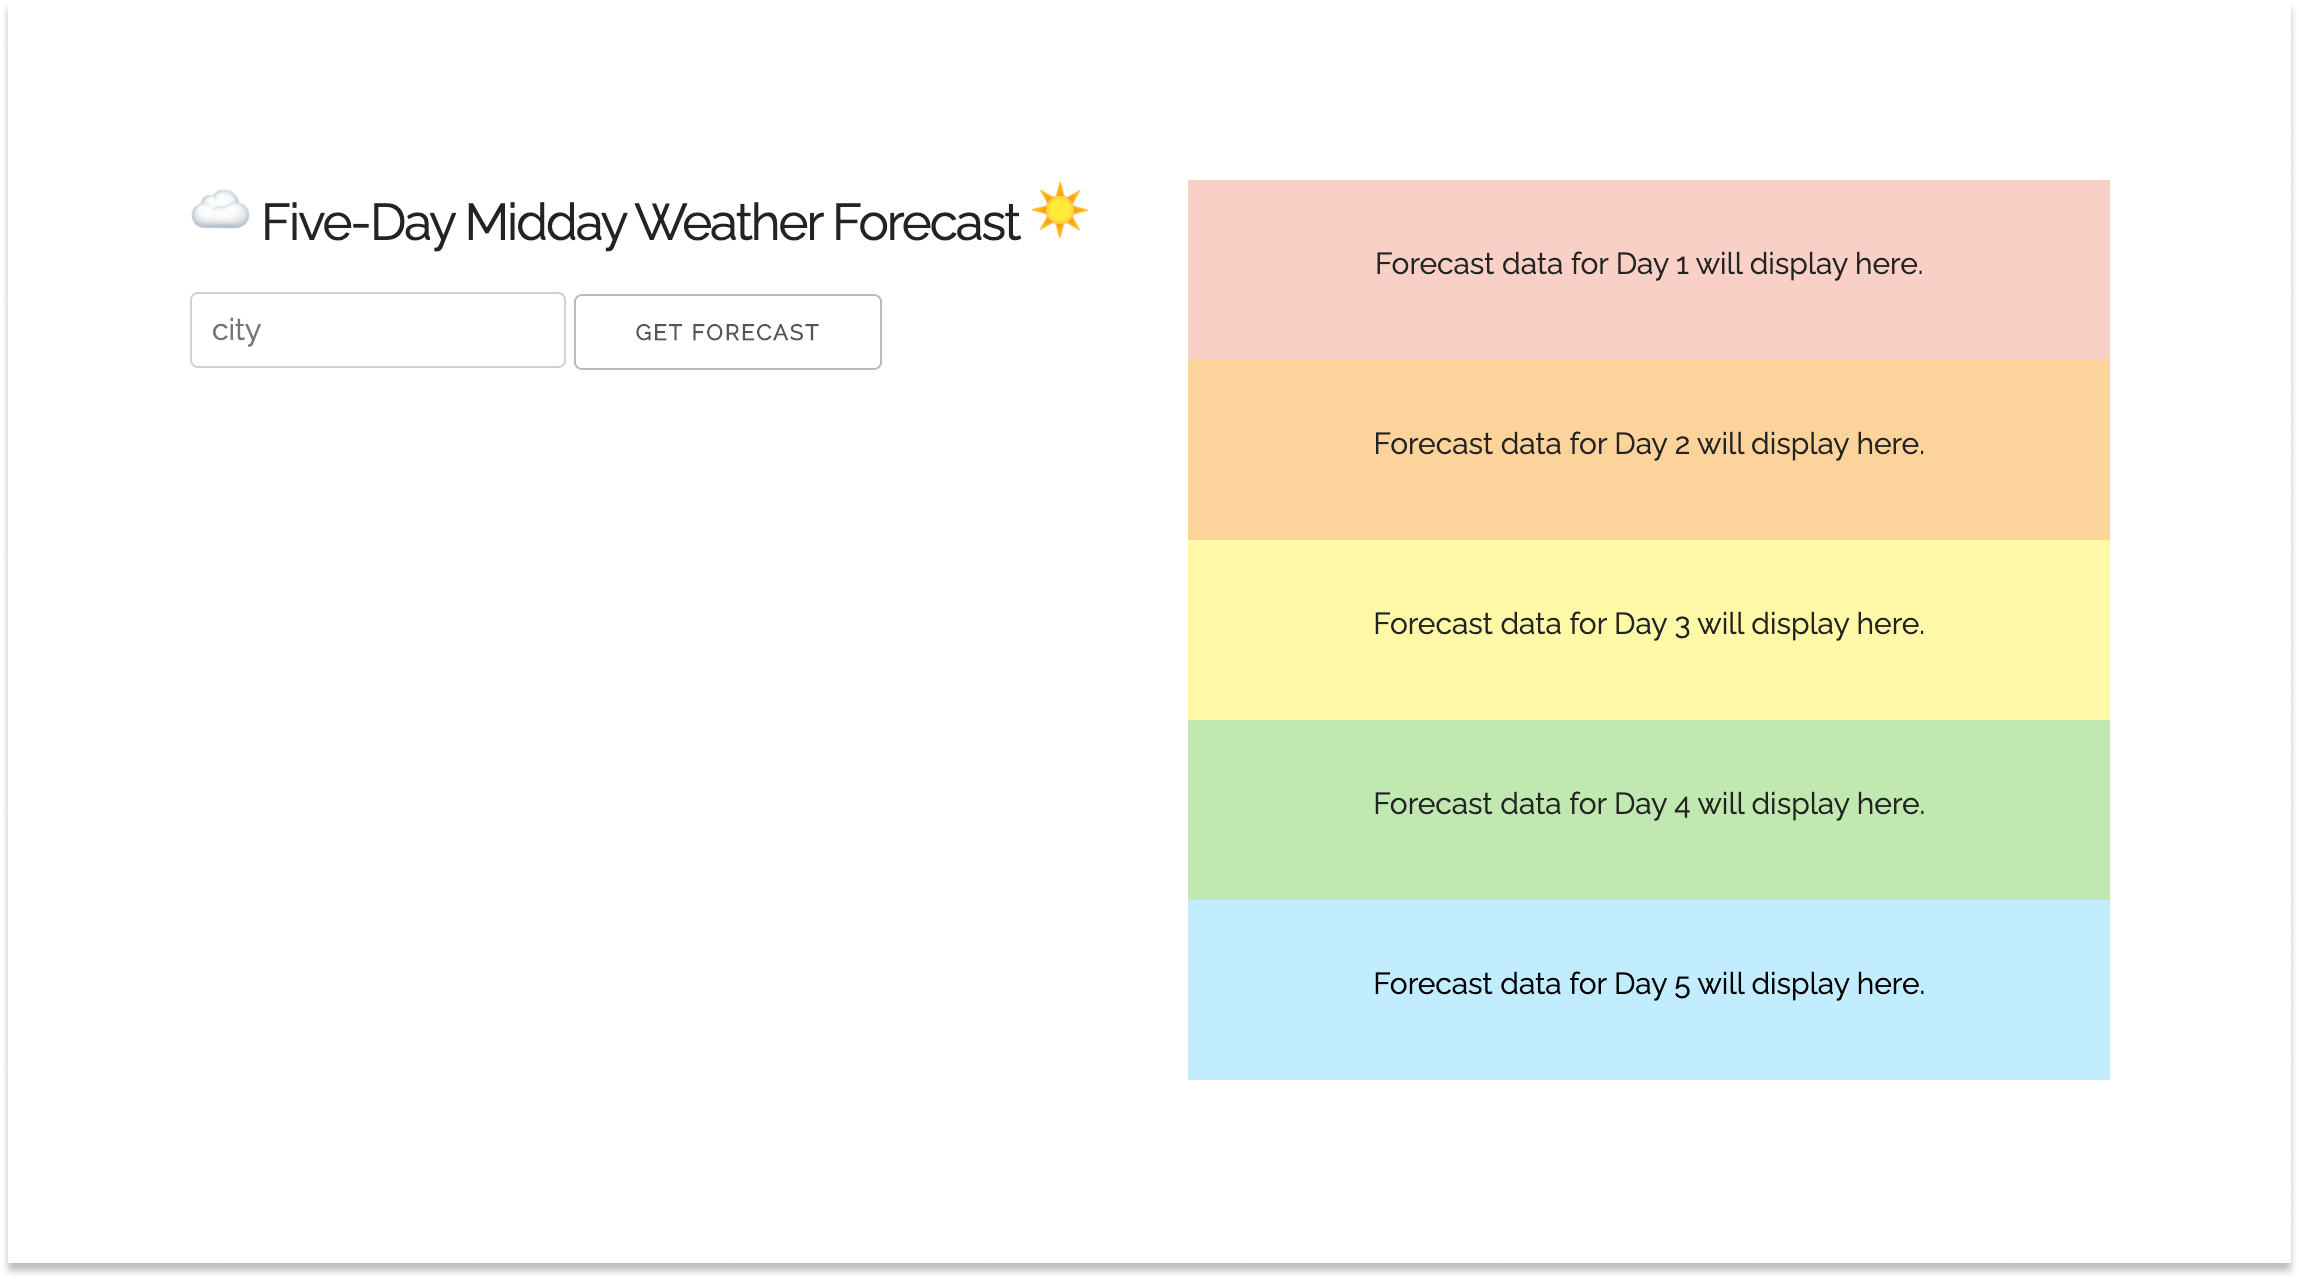 ☁️ Five-Day Midday Weather Forecast ☀️
city
GET FORECAST
Forecast data for Day 1 will display here.
Forecast data for Day 2 will display here.
Forecast data for Day 3 will display here.
Forecast data for Day 4 will display here.
Forecast data for Day 5 will display here.